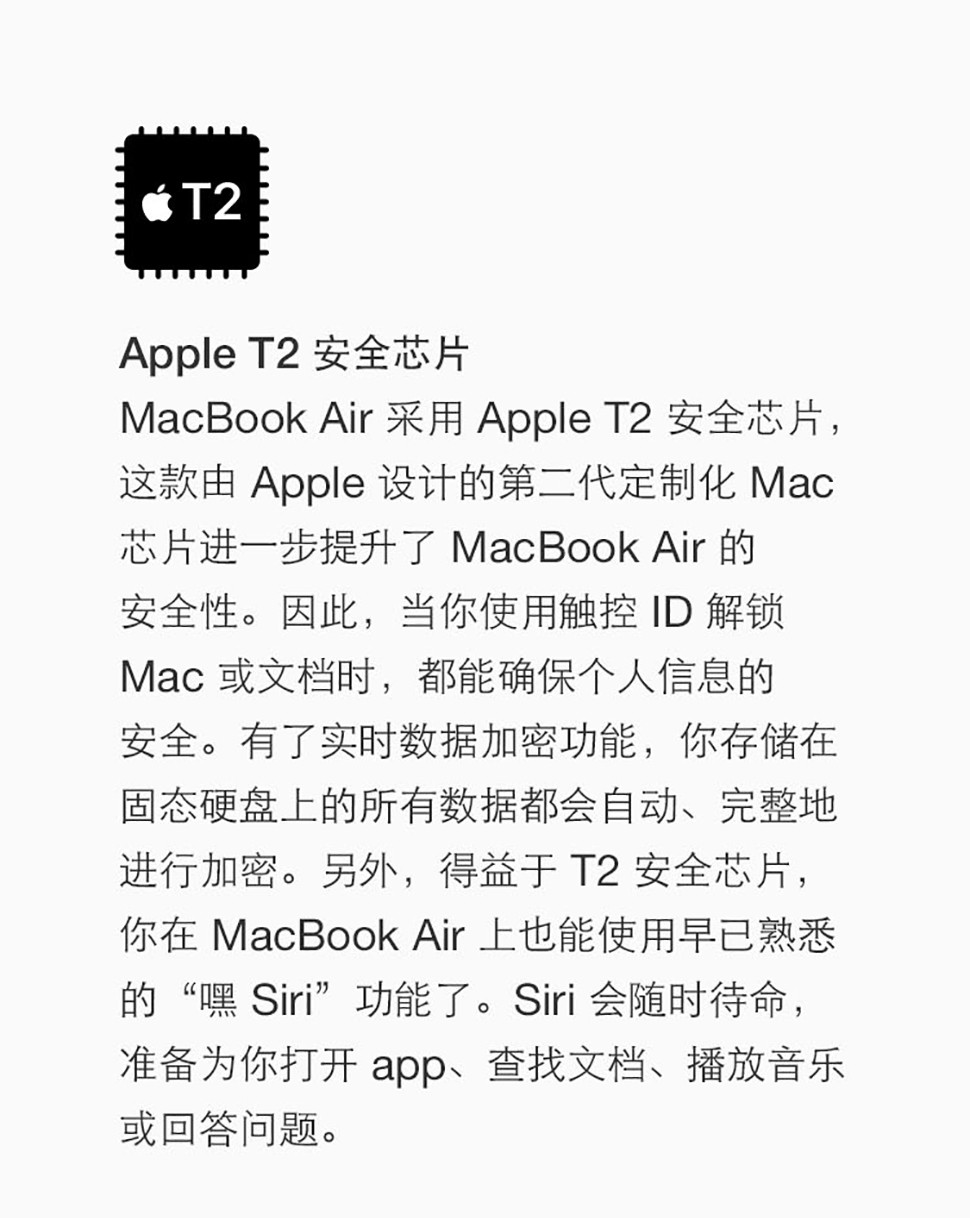 T2
Apple T2 安全芯片
MacBook Air 采用 Apple T2 安全芯片，
这款由 Apple 设计的第二代定制化 Mac
芯片进一步提升了 MacBook Air 的
安全性。因此，当你使用触控 ID 解锁
Mac 或文档时，都能确保个人信息的
安全。有了实时数据加密功能，你存储在
固态硬盘上的所有数据都会自动、完整地
进行加密。另外，得益于 T2 安全芯片，
你在 MacBook Air 上也能使用早已熟悉
的“嘿 Siri”功能了。Siri 会随时待命，
准备为你打开 app、查找文档、播放音乐
或回答问题。